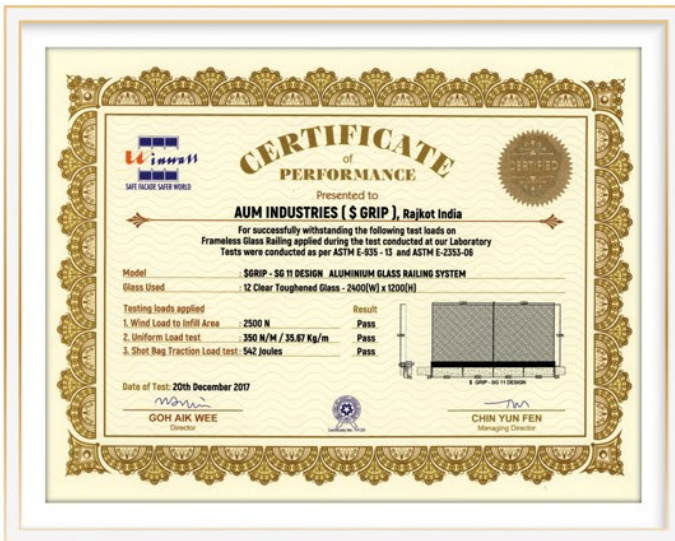 Winwall
SAFE FACADE SAFER WORLD
CERTIFICATE
of
PERFORMANCE
CERTIFIED
Presented to
AUM INDUSTRIES ( $ GRIP ), Rajkot India
For successfully withstanding the following test loads on
Frameless Glass Railing applied during the test conducted at our Laboratory
Tests were conducted as per ASTM E-935 - 13 and ASTM E-2353-06
Model : $GRIP - SG 11 DESIGN ALUMINIUM GLASS RAILING SYSTEM
Glass Used : 12 Clear Toughened Glass - 2400(W) x 1200(H)
Testing loads applied Result
1. Wind Load to Infill Area : 2500 N Pass
2. Uniform Load test : 350 N/M / 35.67 Kg/m Pass
3. Shot Bag Traction Load test : 542 Joules Pass
$ GRIP - SG 11 DESIGN
Date of Test: 20th December 2017
GOH AIK WEE
Director
Certificate No.
CHIN YUN FEN
Managing Director